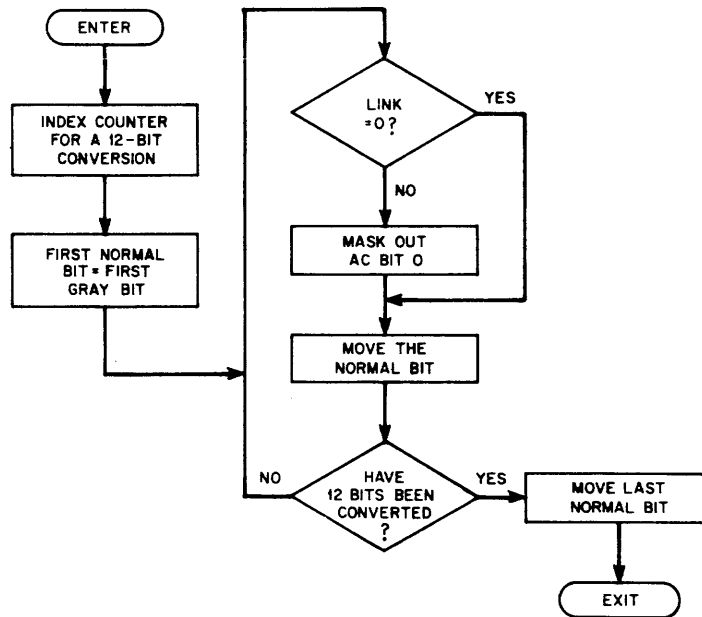 ENTER
INDEX COUNTER
FOR A 12-BIT
CONVERSION
FIRST NORMAL
BIT = FIRST
GRAY BIT
LINK
=0?
YES
NO
MASK OUT
AC BIT 0
MOVE THE
NORMAL BIT
HAVE
12 BITS BEEN
CONVERTED
?
NO
YES
MOVE LAST
NORMAL BIT
EXIT